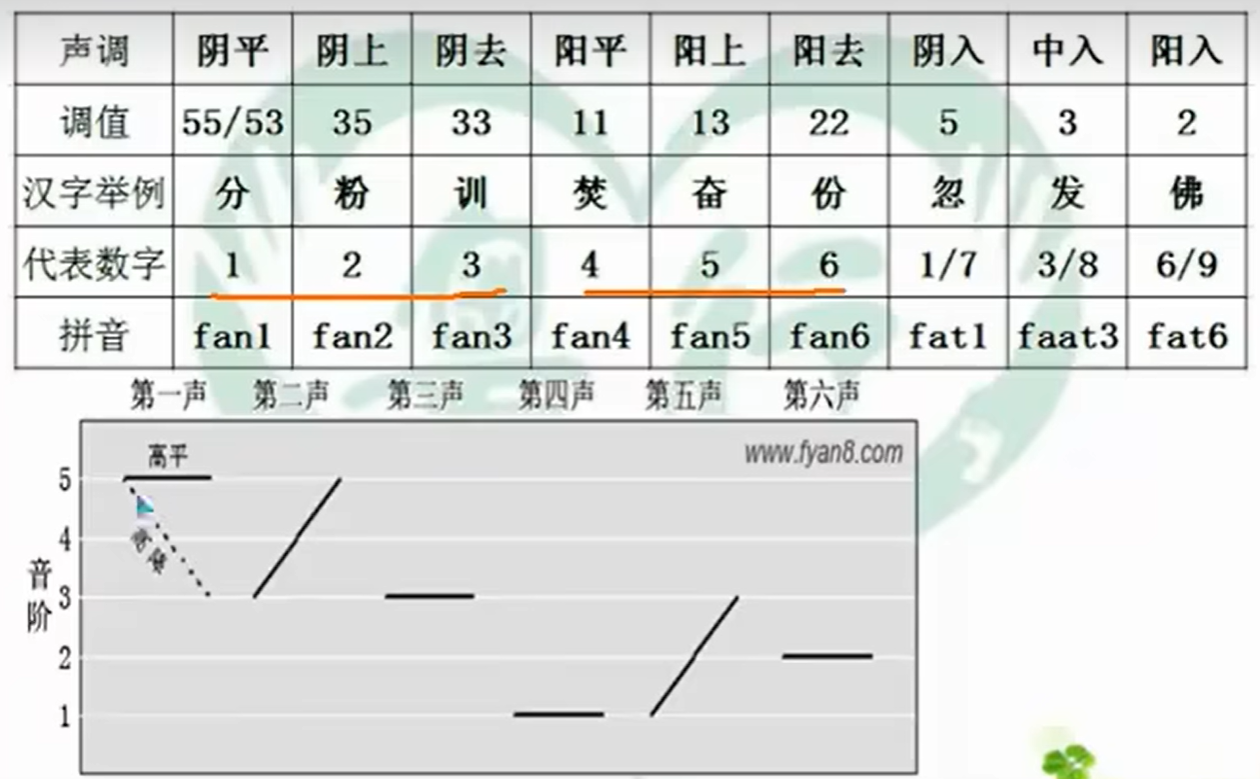 声调 阴平 阴上 阴去 阳平 阳上 阳去 阴入 中入 阳入
调值 55/53 35 33 11 13 22 5 3 2
汉字举例 分 粉 训 焚 奋 份 忽 发 佛
代表数字 1 2 3 4 5 6 1/7 3/8 6/9
拼音 fan1 fan2 fan3 fan4 fan5 fan6 fat1 faat3 fat6
第一声 第二声 第三声 第四声 第五声 第六声
www.fyan8.com
高平
5
4
音阶
3
2
1